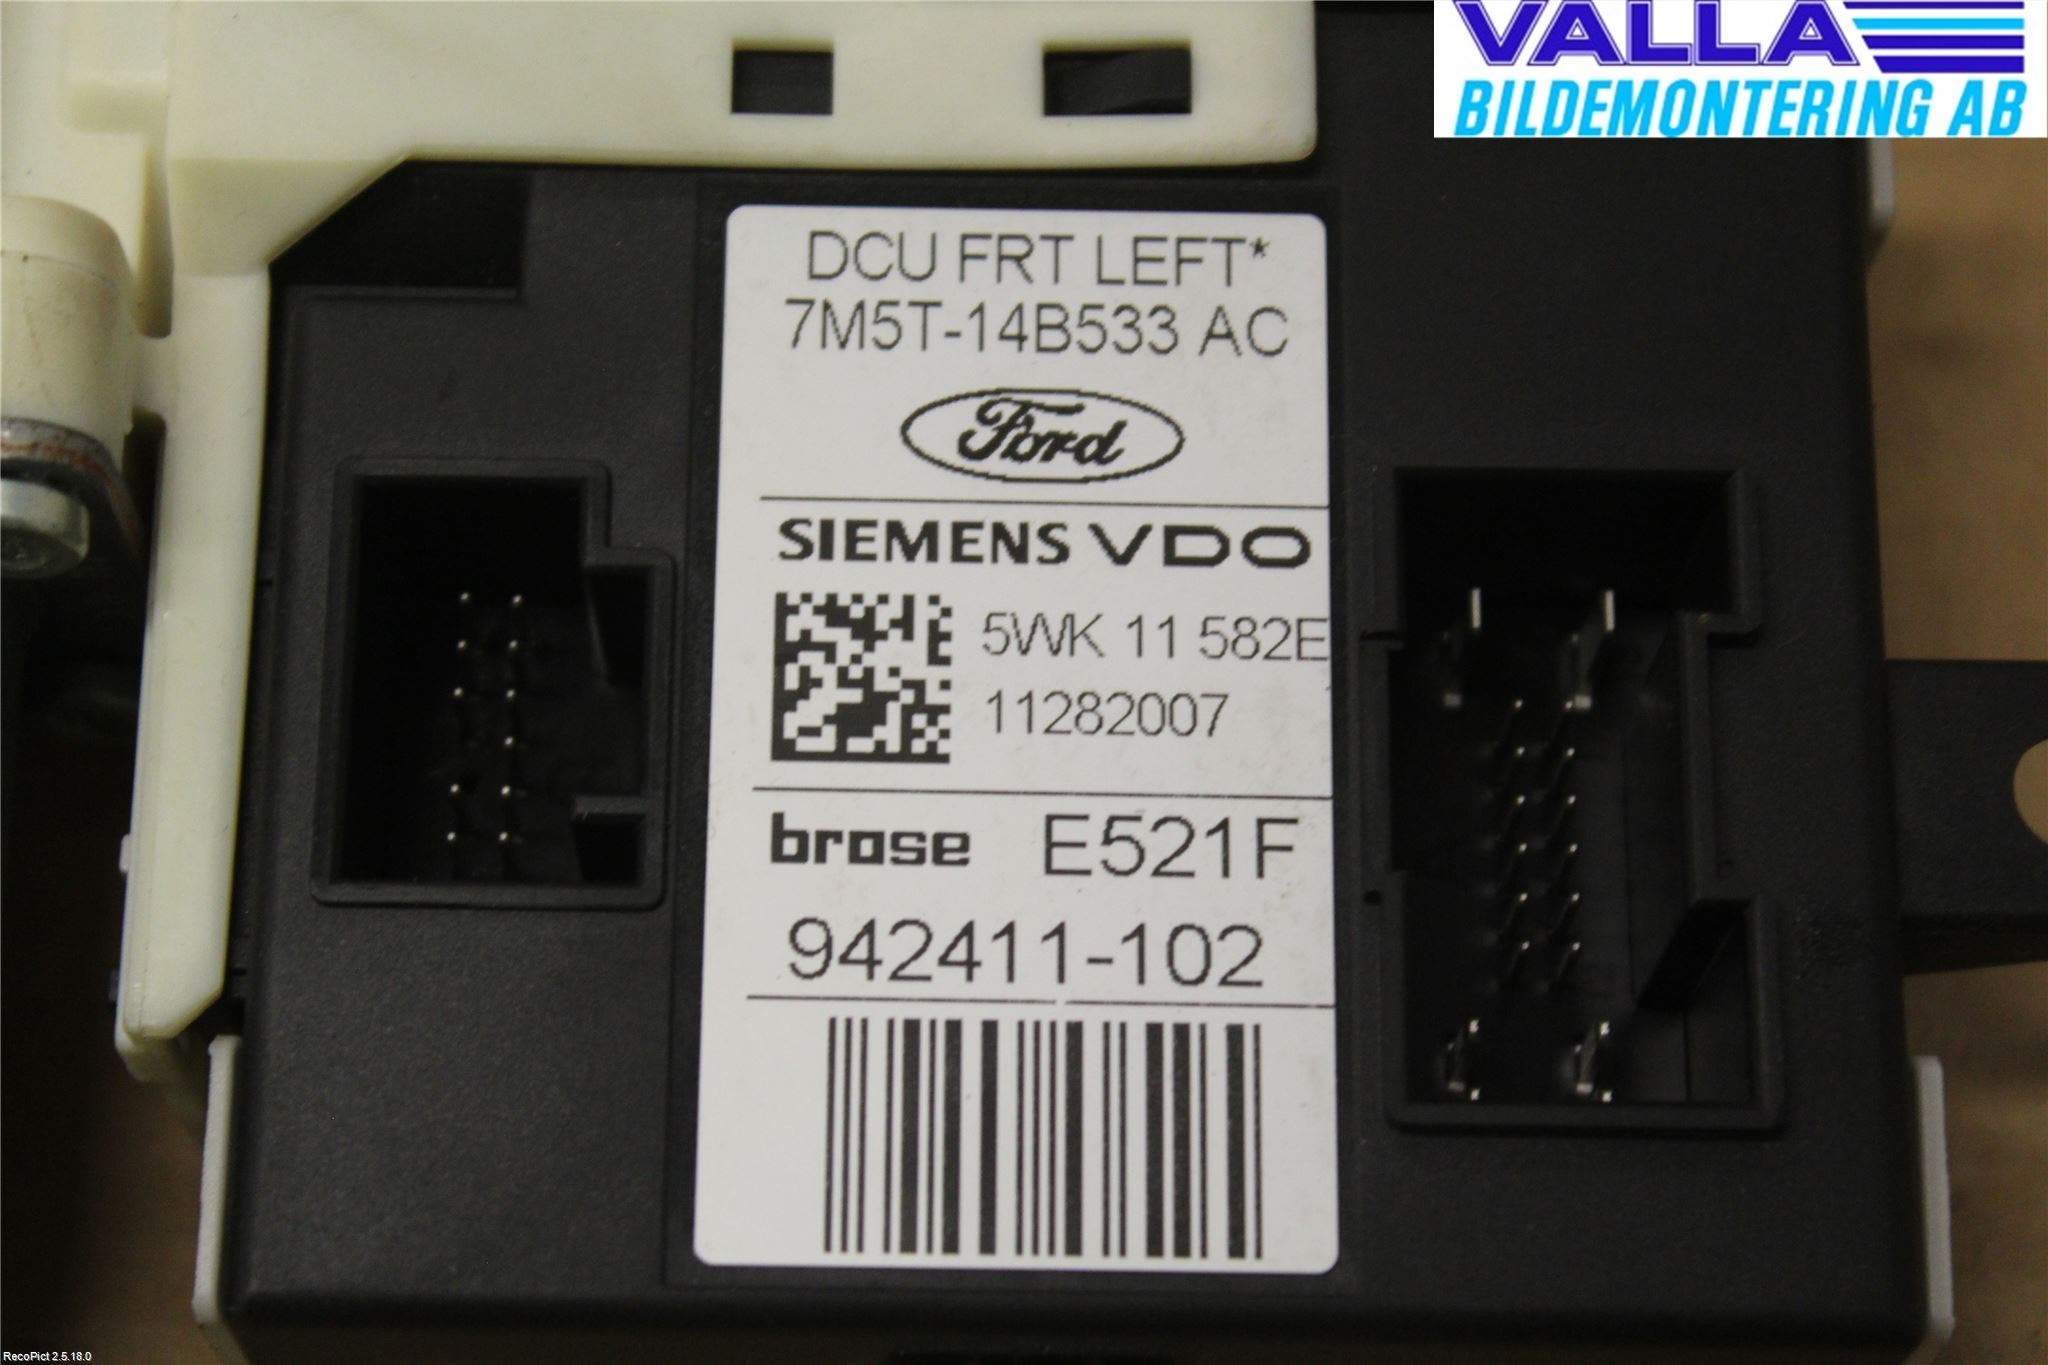 VALLA
BILDEMONTERING AB
DCU FRT LEFT*
7M5T-14B533 AC
Ford
SIEMENS VDO
5WK 11 582E
11282007
brose E521F
942411-102
RecoPict 2.5.18.0